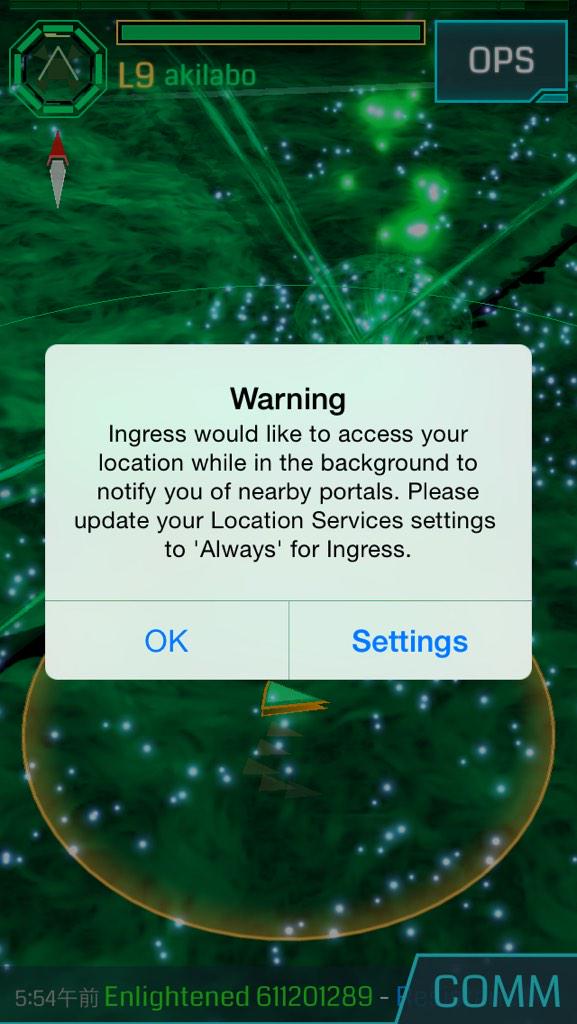 L9 akilabo
OPS
Warning
Ingress would like to access your
location while in the background to
notify you of nearby portals. Please
update your Location Services settings
to 'Always' for Ingress.
OK
Settings
5:54午前 Enlightened 611201289 -
COMM